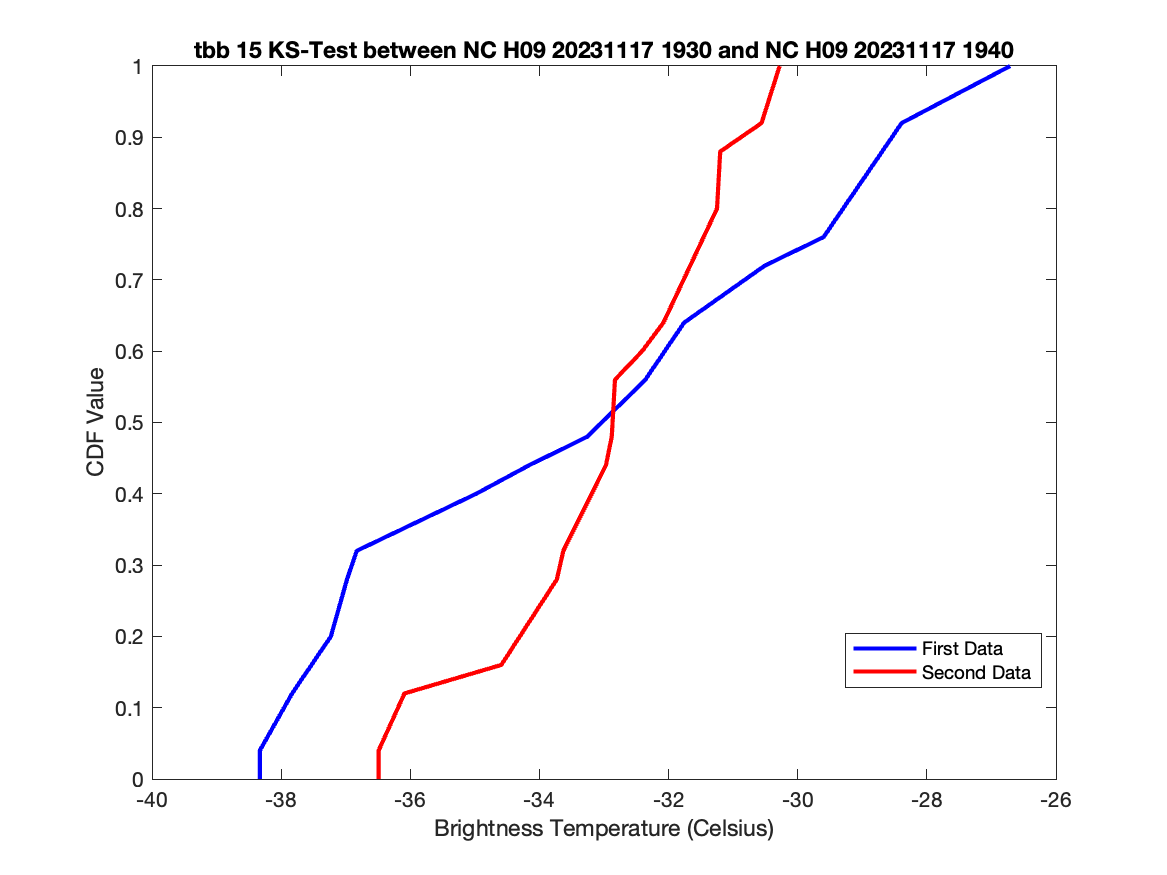 tbb 15 KS-Test between NC H09 20231117 1930 and NC H09 20231117 1940
1
0.9
0.8
0.7
0.6
0.5
0.4
0.3
0.2
0.1
0
CDF Value
First Data
Second Data
-40 -38 -36 -34 -32 -30 -28 -26
Brightness Temperature (Celsius)